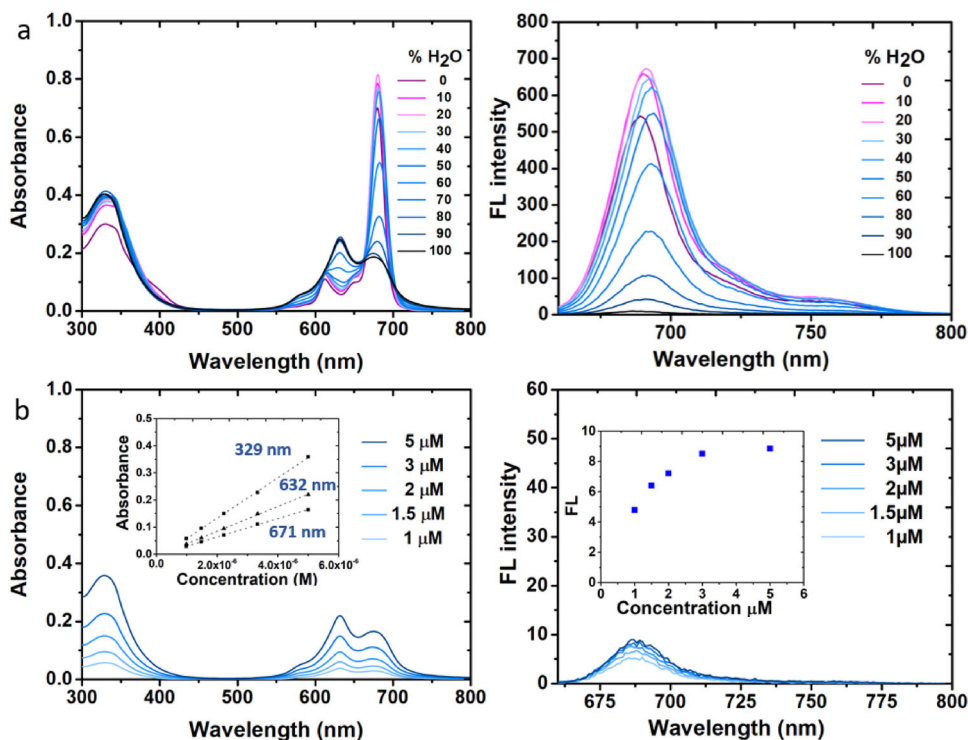 a
Absorbance
1.0
0.8
0.6
0.4
0.2
0.0
300 400 500 600 700 800
Wavelength (nm)
% H2O
0
10
20
30
40
50
60
70
80
90
100
FL intensity
800
700
600
500
400
300
200
100
0
700 750 800
Wavelength (nm)
% H2O
0
10
20
30
40
50
60
80
90
100
b
Absorbance
1.0
0.8
0.6
0.4
0.2
0.0
300 400 500 600 700 800
Wavelength (nm)
Absorbance
0.5
0.4
0.3
0.2
0.1
0.0
329 nm
632 nm
671 nm
0.0 2.0x10-6 4.0x10-6 6.0x10-6
Concentration (M)
5 μM
3 μM
2 μM
1.5 μM
1 μM
FL intensity
60
50
40
30
20
10
0
675 700 725 750 775 800
Wavelength (nm)
FL
10
8
6
4
2
0
0 1 2 3 4 5 6
Concentration μM
5μM
3μM
2μM
1.5μM
1μM